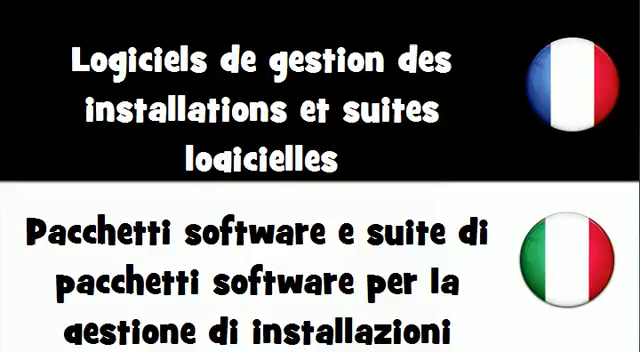 Logiciels de gestion des
installations et suites
logicielles
Pacchetti software e suite di
pacchetti software per la
gestione di installazioni